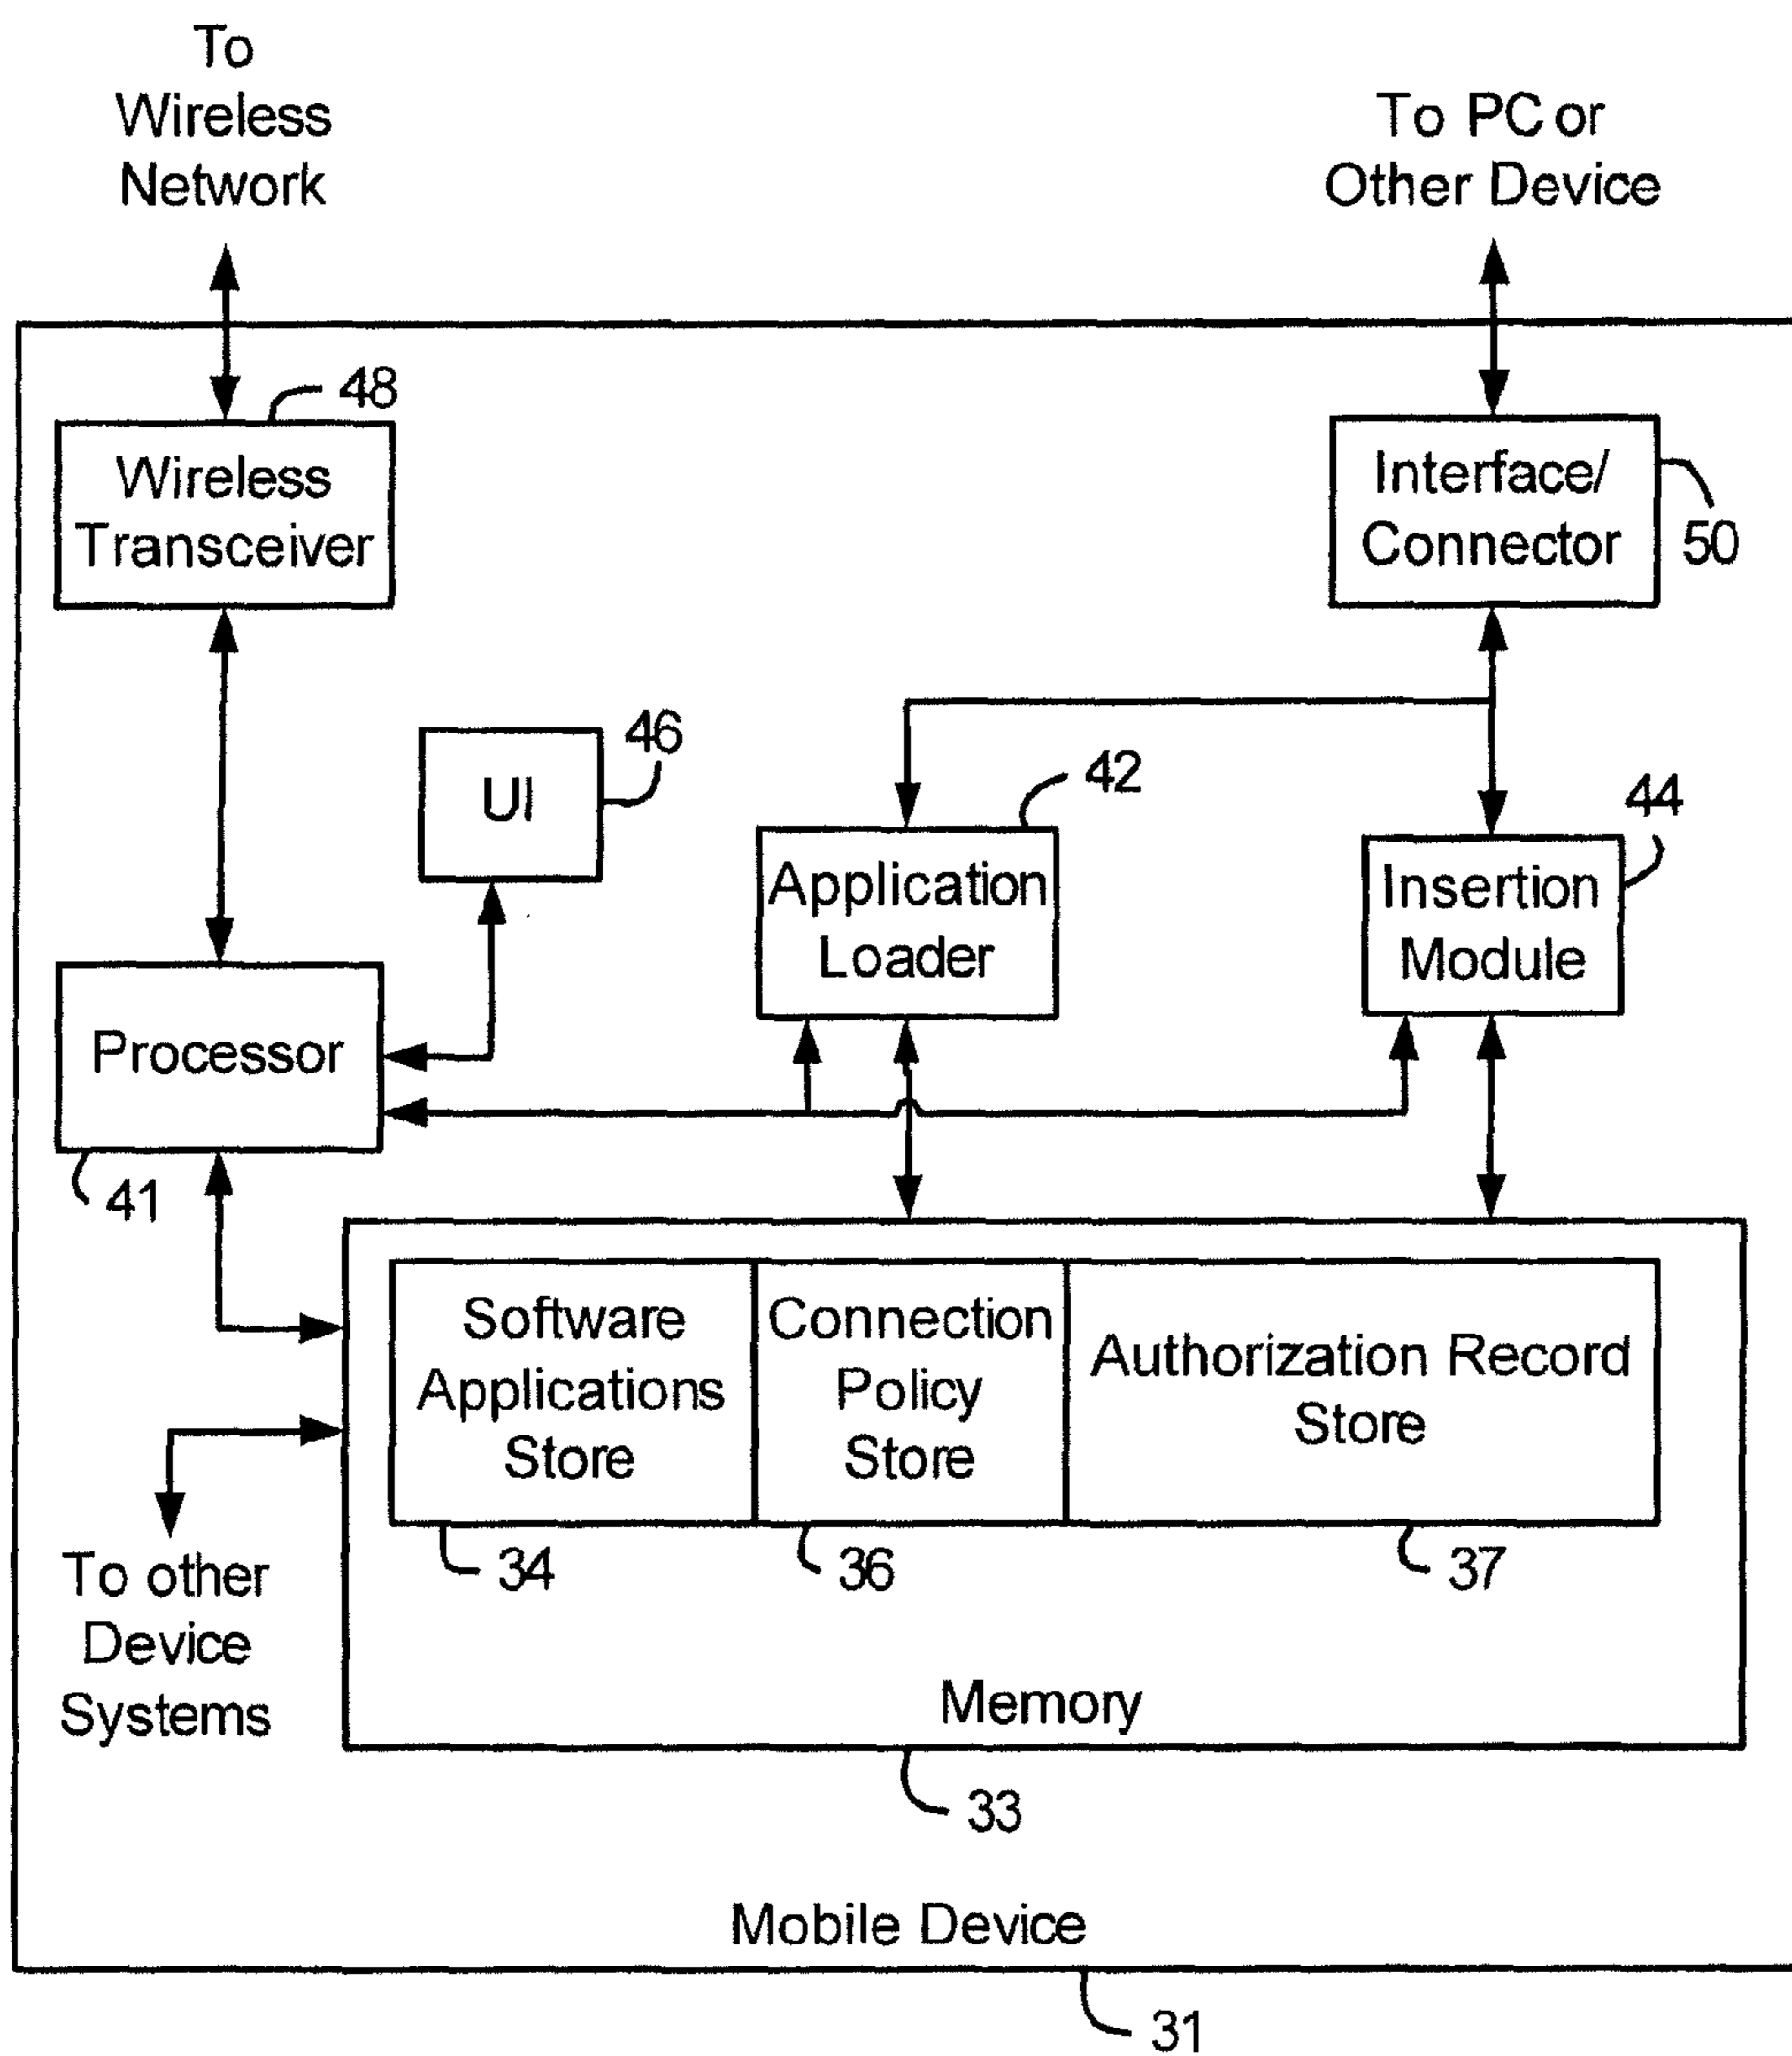 To
Wireless
Network
To PC or
Other Device
48
Wireless
Transceiver
Interface/
Connector
50
46
UI
42
44
Application
Loader
Insertion
Module
Processor
41
Software
Applications
Store
Connection
Policy
Store
Authorization Record
Store
34
36
37
To other
Device
Systems
Memory
33
Mobile Device
31